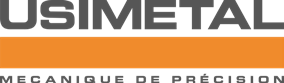 USIMETAL
MECANIQUE DE PRÉCISION